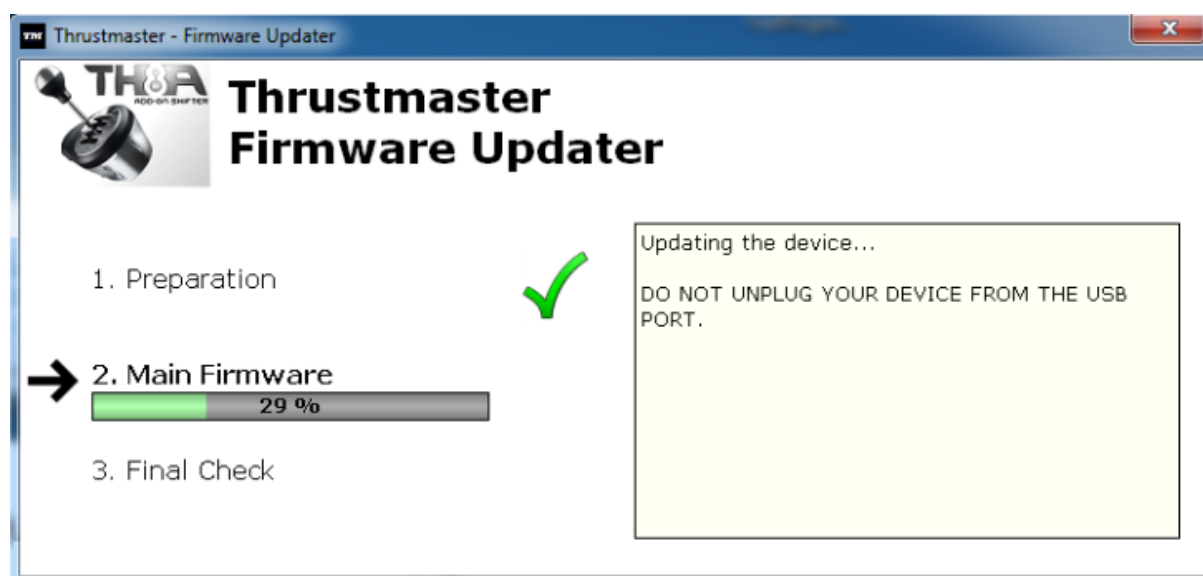 Thrustmaster - Firmware Updater
TH8A
ADD-ON SHIFTER
Thrustmaster
Firmware Updater
1. Preparation
2. Main Firmware
29 %
3. Final Check
Updating the device...
DO NOT UNPLUG YOUR DEVICE FROM THE USB
PORT.